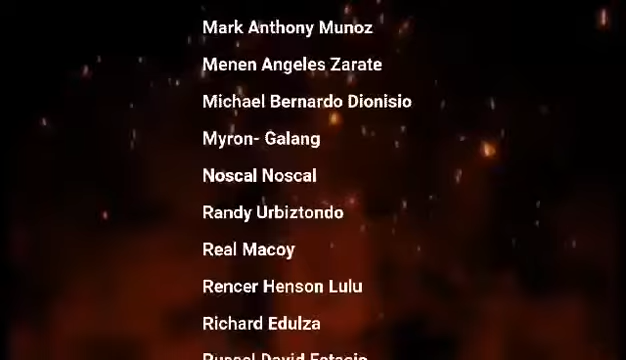 Mark Anthony Munoz
Menen Angeles Zarate
Michael Bernardo Dionisio
Myron- Galang
Noscal Noscal
Randy Urbiztondo
Real Macoy
Rencer Henson Lulu
Richard Edulza
David